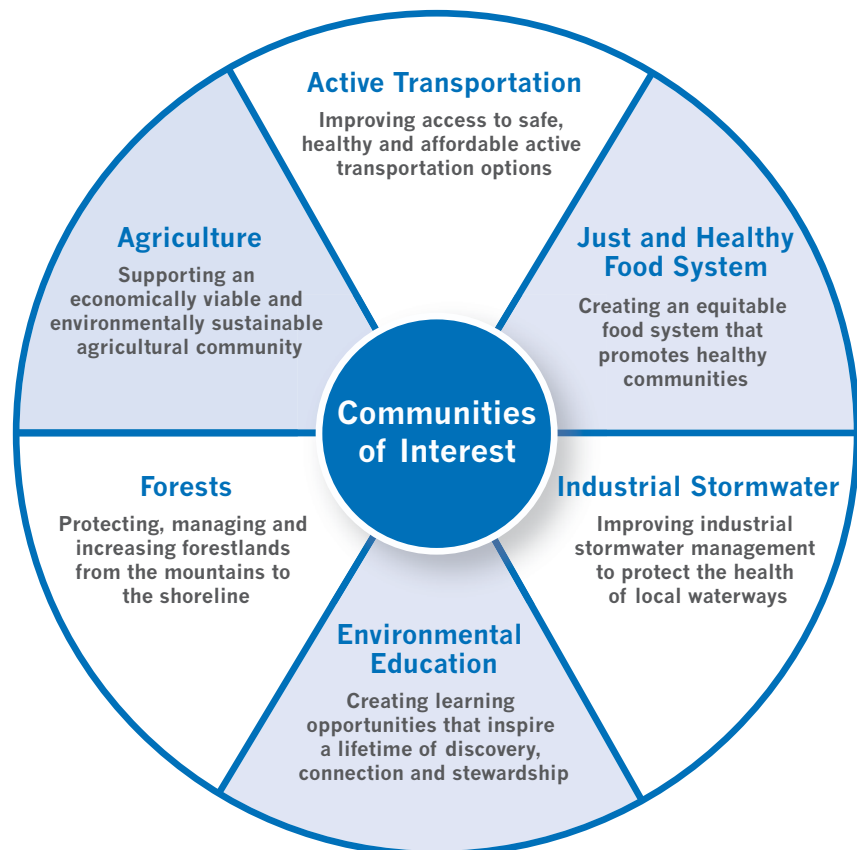 Active Transportation
Improving access to safe,
healthy and affordable active
transportation options
Just and Healthy
Food System
Creating an equitable
food system that
promotes healthy
communities
Industrial Stormwater
Improving industrial
stormwater management
to protect the health
of local waterways
Environmental
Education
Creating learning
opportunities that inspire
a lifetime of discovery,
connection and stewardship
Forests
Protecting, managing and
increasing forestlands
from the mountains to
the shoreline
Agriculture
Supporting an
economically viable and
environmentally sustainable
agricultural community
Communities
of Interest